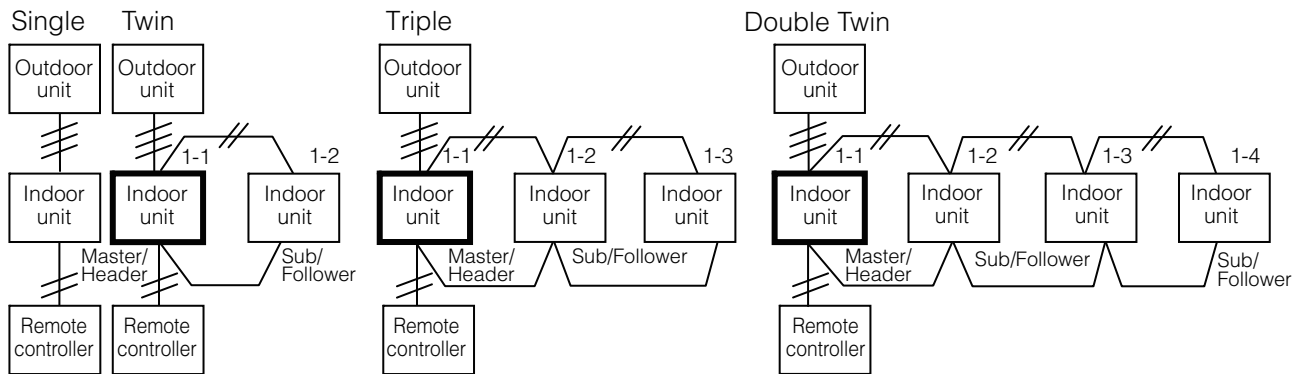 Single
Twin
Triple
Double Twin
Outdoor
unit
Outdoor
unit
Outdoor
unit
Outdoor
unit
1-1
1-2
1-1
1-2
1-3
1-1
1-2
1-3
1-4
Indoor
unit
Indoor
unit
Indoor
unit
Indoor
unit
Indoor
unit
Indoor
unit
Indoor
unit
Indoor
unit
Indoor
unit
Indoor
unit
Master/
Header
Sub/
Follower
Master/
Header
Sub/Follower
Master/
Header
Sub/Follower
Sub/
Follower
Remote
controller
Remote
controller
Remote
controller
Remote
controller